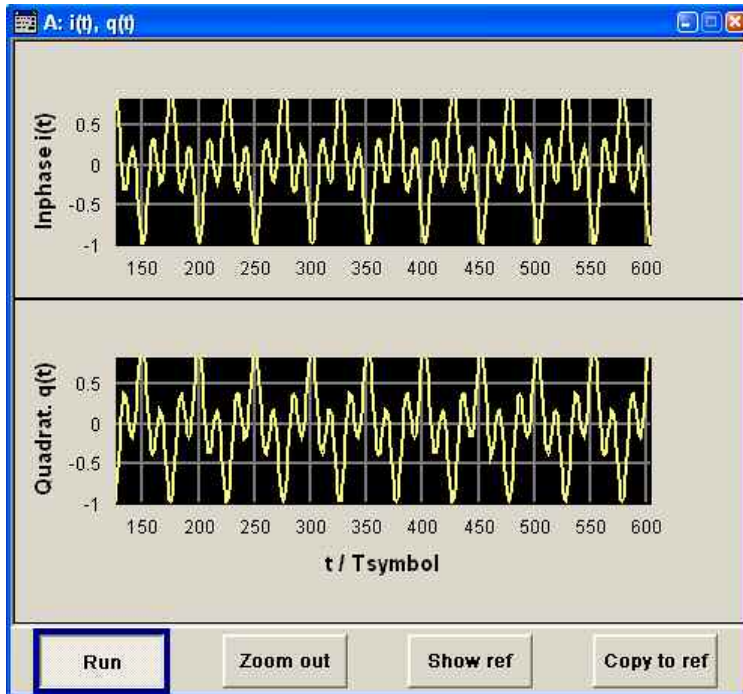 A: i(t), q(t)
Inphase i(t)
0.5
0
-0.5
-1
150 200 250 300 350 400 450 500 550 600
Quadrat. q(t)
0.5
0
-0.5
-1
150 200 250 300 350 400 450 500 550 600
t / Tsymbol
Run Zoom out Show ref Copy to ref